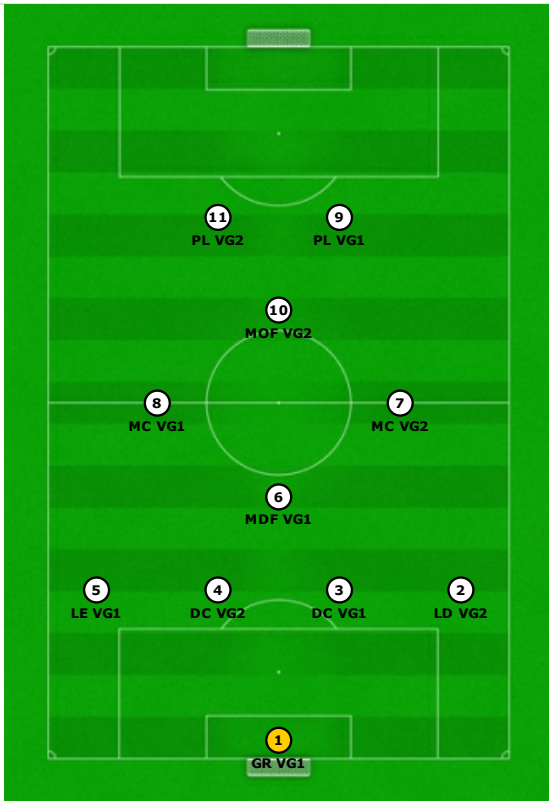 11 9
PL VG2 PL VG1
10
MOF VG2
8 7
MC VG1 MC VG2
6
MDF VG1
5 4 3 2
LE VG1 DC VG2 DC VG1 LD VG2
1
GR VG1